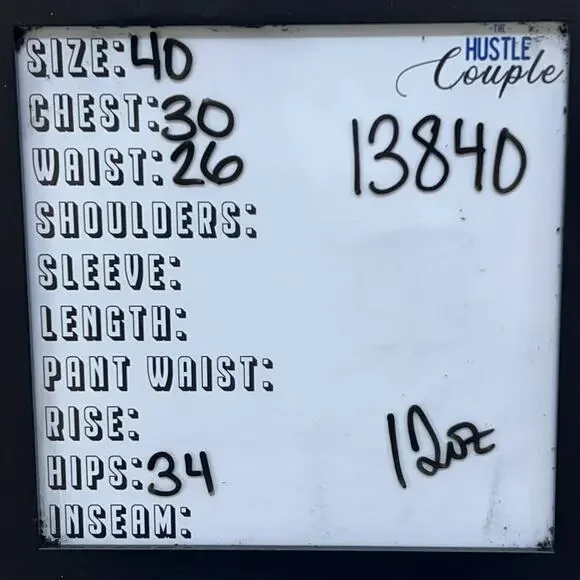 SIZE: 40
-THE-
HUSTLE
Couple
CHEST: 30
13840
WAIST: 26
SHOULDERS:
SLEEVE:
LENGTH:
PANT WAIST:
RISE:
12oz
HIPS: 34
INSEAM: